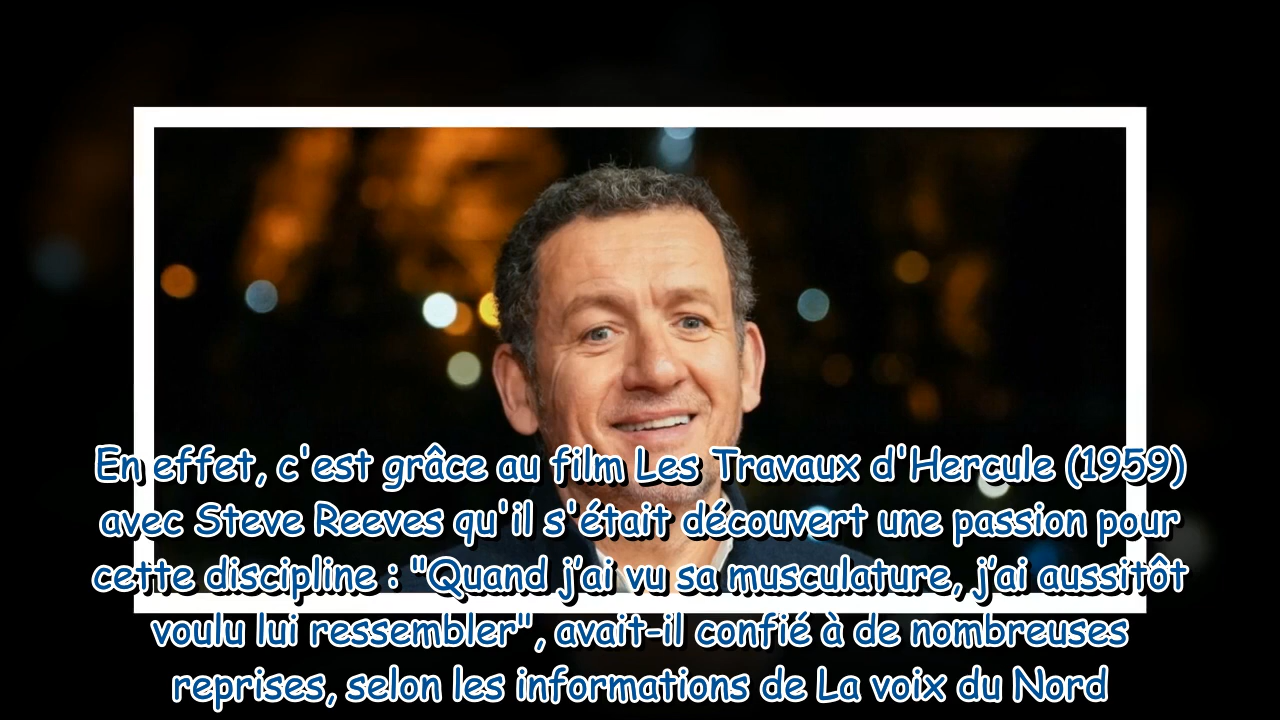 En effet, c'est grâce au film Les Travaux d'Hercule (1959)
avec Steve Reeves qu'il s'était découvert une passion pour
cette discipline : "Quand j’ai vu sa musculature, j’ai aussitôt
voulu lui ressembler", avait-il confié à de nombreuses
reprises, selon les informations de La voix du Nord